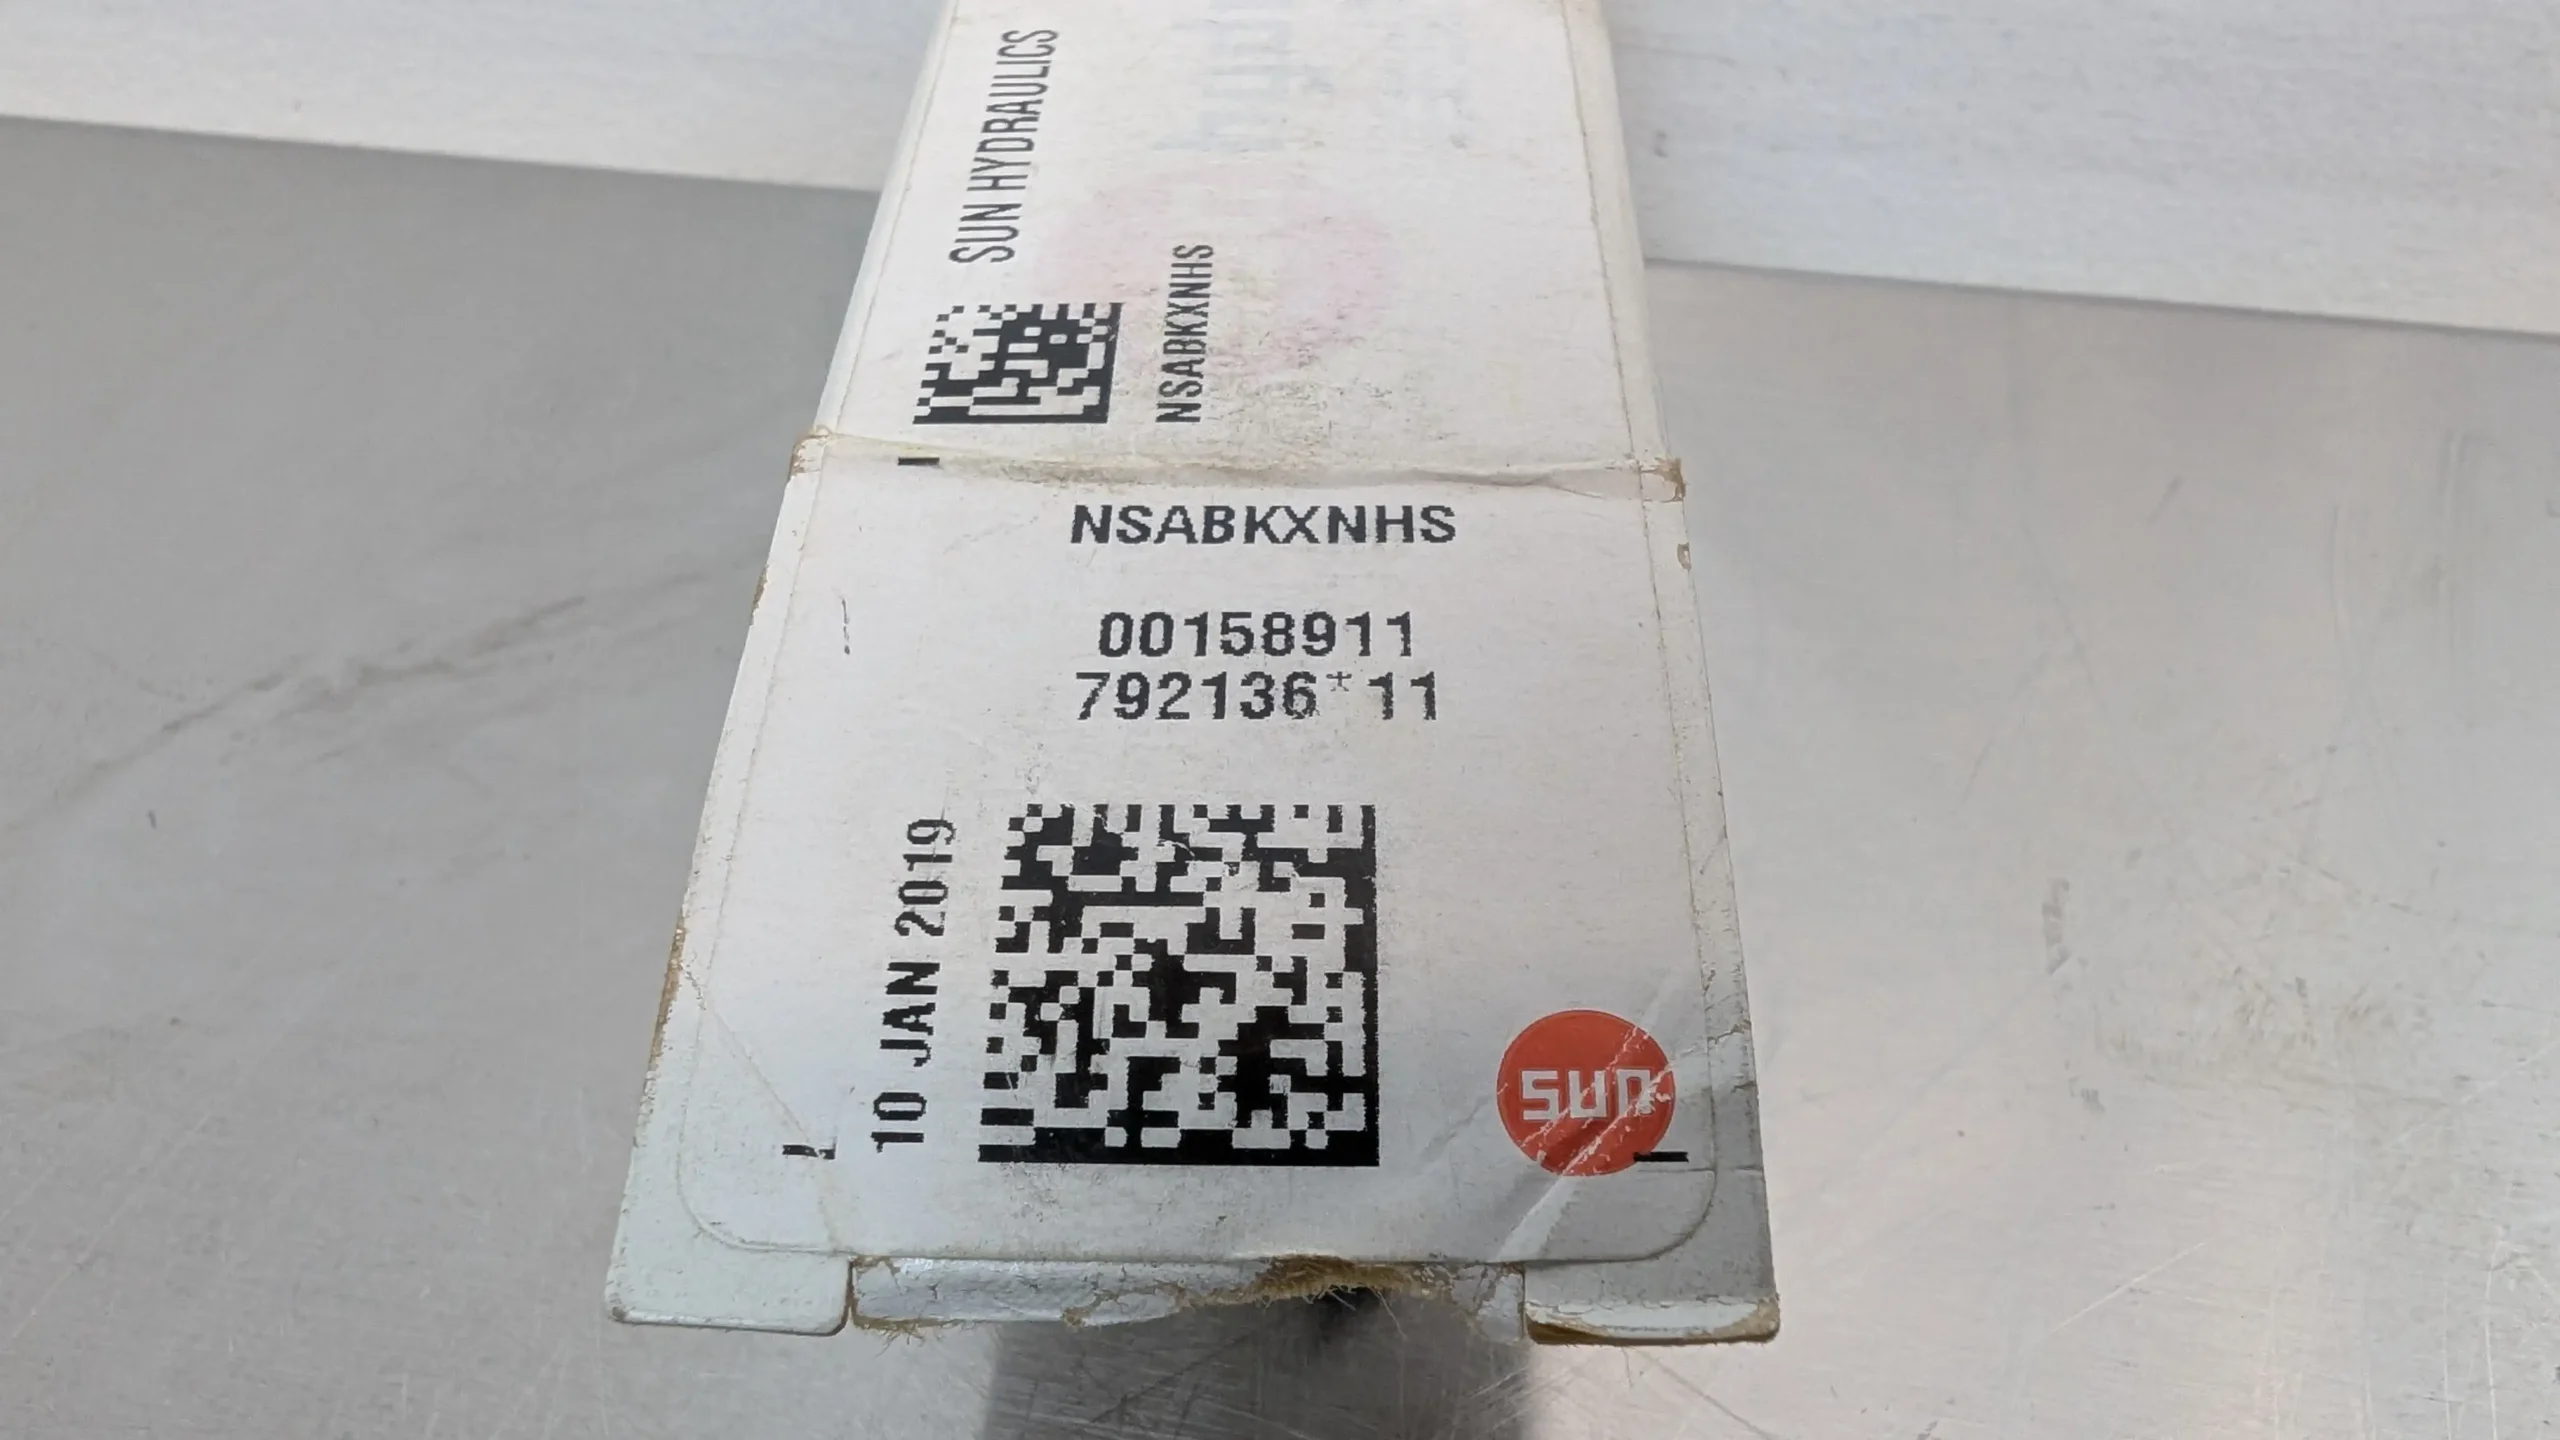 SUN HYDRAULICS
NSABKXNHS
NSABKXNHS
00158911
792136*11
10 JAN 2019
sun